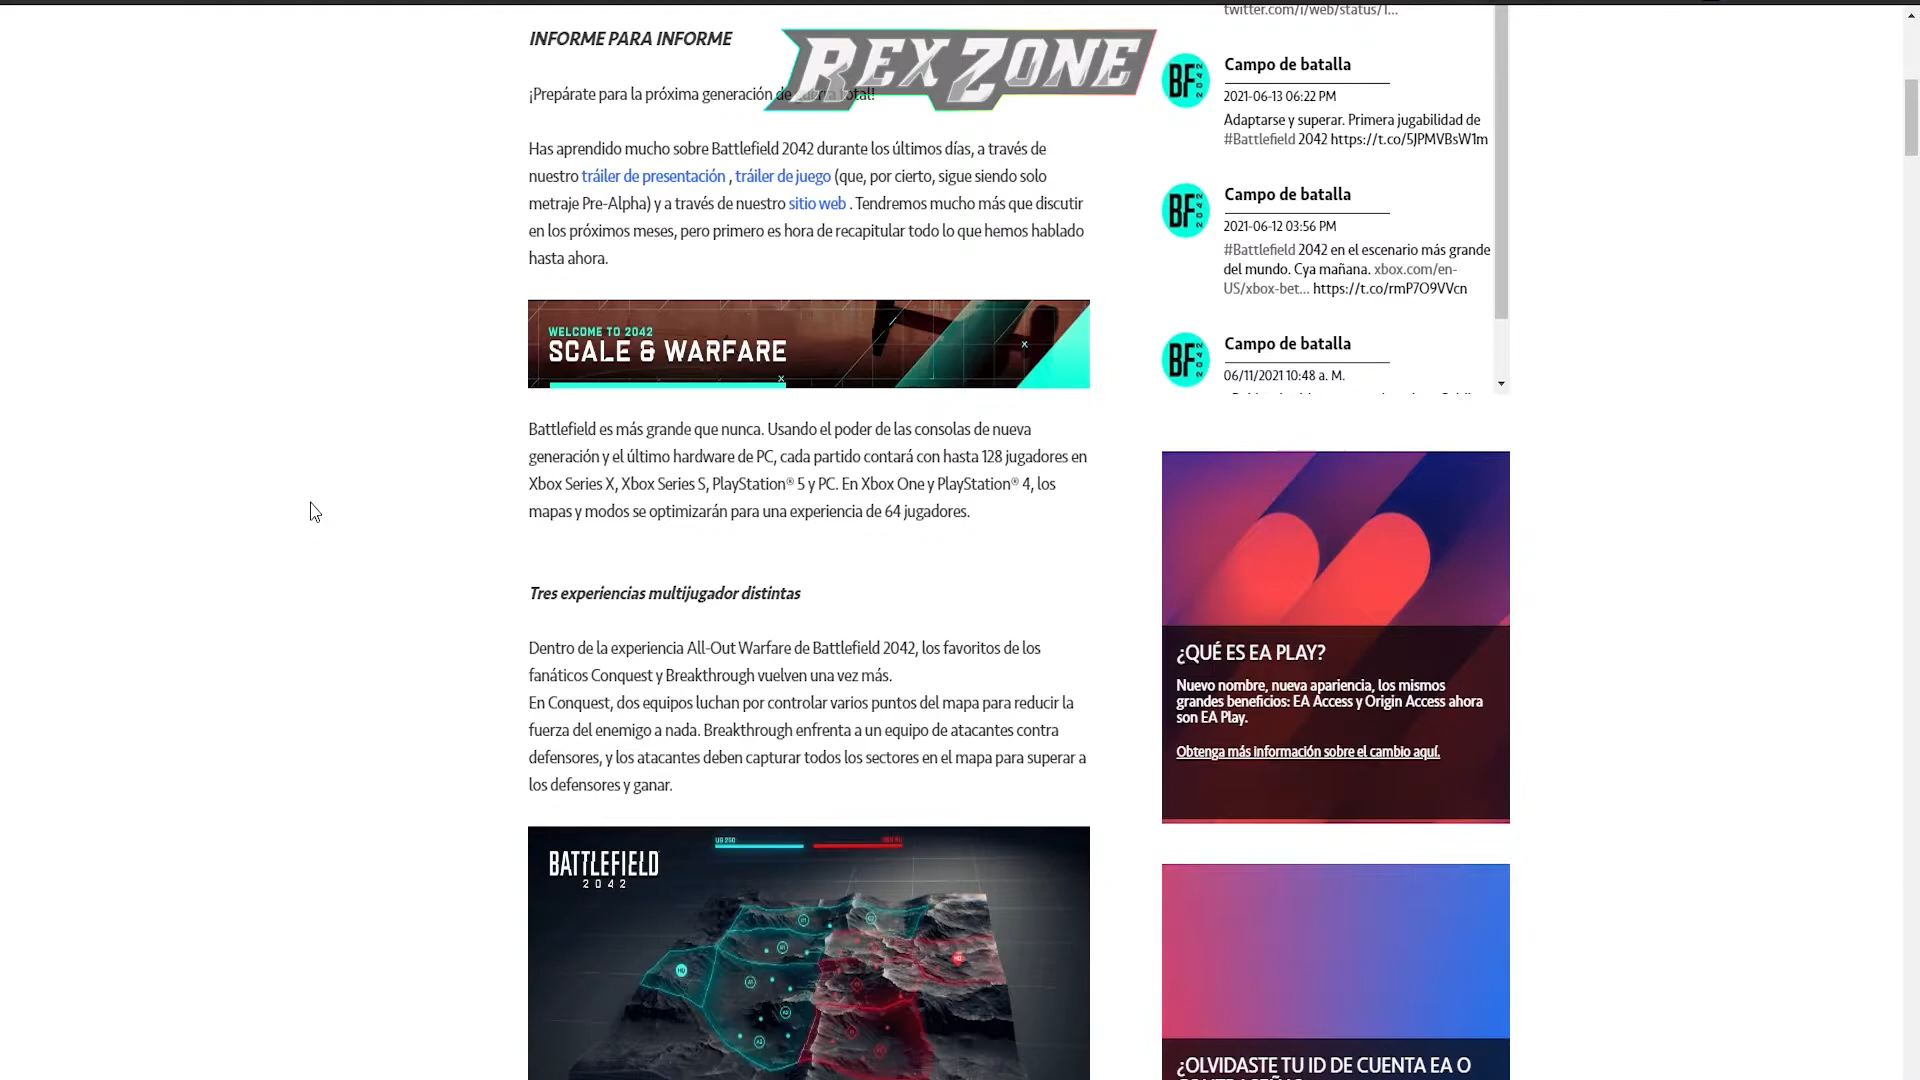 INFORME PARA INFORME
REX ZONE
¡Prepárate para la próxima generación de guerra total!
Has aprendido mucho sobre Battlefield 2042 durante los últimos días, a través de
nuestro tráiler de presentación , tráiler de juego (que, por cierto, sigue siendo solo
metraje Pre-Alpha) y a través de nuestro sitio web . Tendremos mucho más que discutir
en los próximos meses, pero primero es hora de recapitular todo lo que hemos hablado
hasta ahora.
WELCOME TO 2042
SCALE & WARFARE
Battlefield es más grande que nunca. Usando el poder de las consolas de nueva
generación y el último hardware de PC, cada partido contará con hasta 128 jugadores en
Xbox Series X, Xbox Series S, PlayStation® 5 y PC. En Xbox One y PlayStation® 4, los
mapas y modos se optimizarán para una experiencia de 64 jugadores.
Tres experiencias multijugador distintas
Dentro de la experiencia All-Out Warfare de Battlefield 2042, los favoritos de los
fanáticos Conquest y Breakthrough vuelven una vez más.
En Conquest, dos equipos luchan por controlar varios puntos del mapa para reducir la
fuerza del enemigo a nada. Breakthrough enfrenta a un equipo de atacantes contra
defensores, y los atacantes deben capturar todos los sectores en el mapa para superar a
los defensores y ganar.
BATTLEFIELD
2042
twitter.com/i/web/status/1...
BF 2042
Campo de batalla
2021-06-13 06:22 PM
Adaptarse y superar. Primera jugabilidad de
#Battlefield 2042 https://t.co/5JPMVBsW1m
BF 2042
Campo de batalla
2021-06-12 03:56 PM
#Battlefield 2042 en el escenario más grande
del mundo. Cya mañana. xbox.com/en-
US/xbox-bet... https://t.co/rmP7O9VVcn
BF 2042
Campo de batalla
06/11/2021 10:48 a. M.
¿QUÉ ES EA PLAY?
Nuevo nombre, nueva apariencia, los mismos
grandes beneficios: EA Access y Origin Access ahora
son EA Play.
Obtenga más información sobre el cambio aquí.
¿OLVIDASTE TU ID DE CUENTA EA O